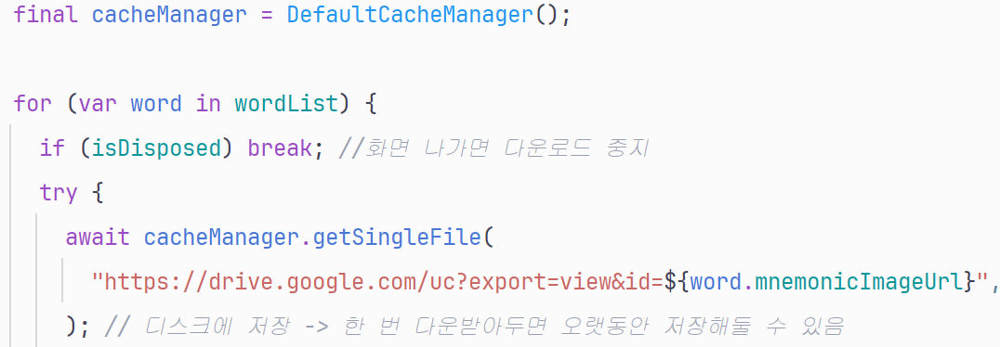 final cacheManager = DefaultCacheManager();
for (var word in wordList) {
if (isDisposed) break; //화면 나가면 다운로드 중지
try {
await cacheManager.getSingleFile(
"https://drive.google.com/uc?export=view&id=${word.mnemonicImageUrl}",
); // 디스크에 저장 -> 한 번 다운받아두면 오랫동안 저장해둘 수 있음